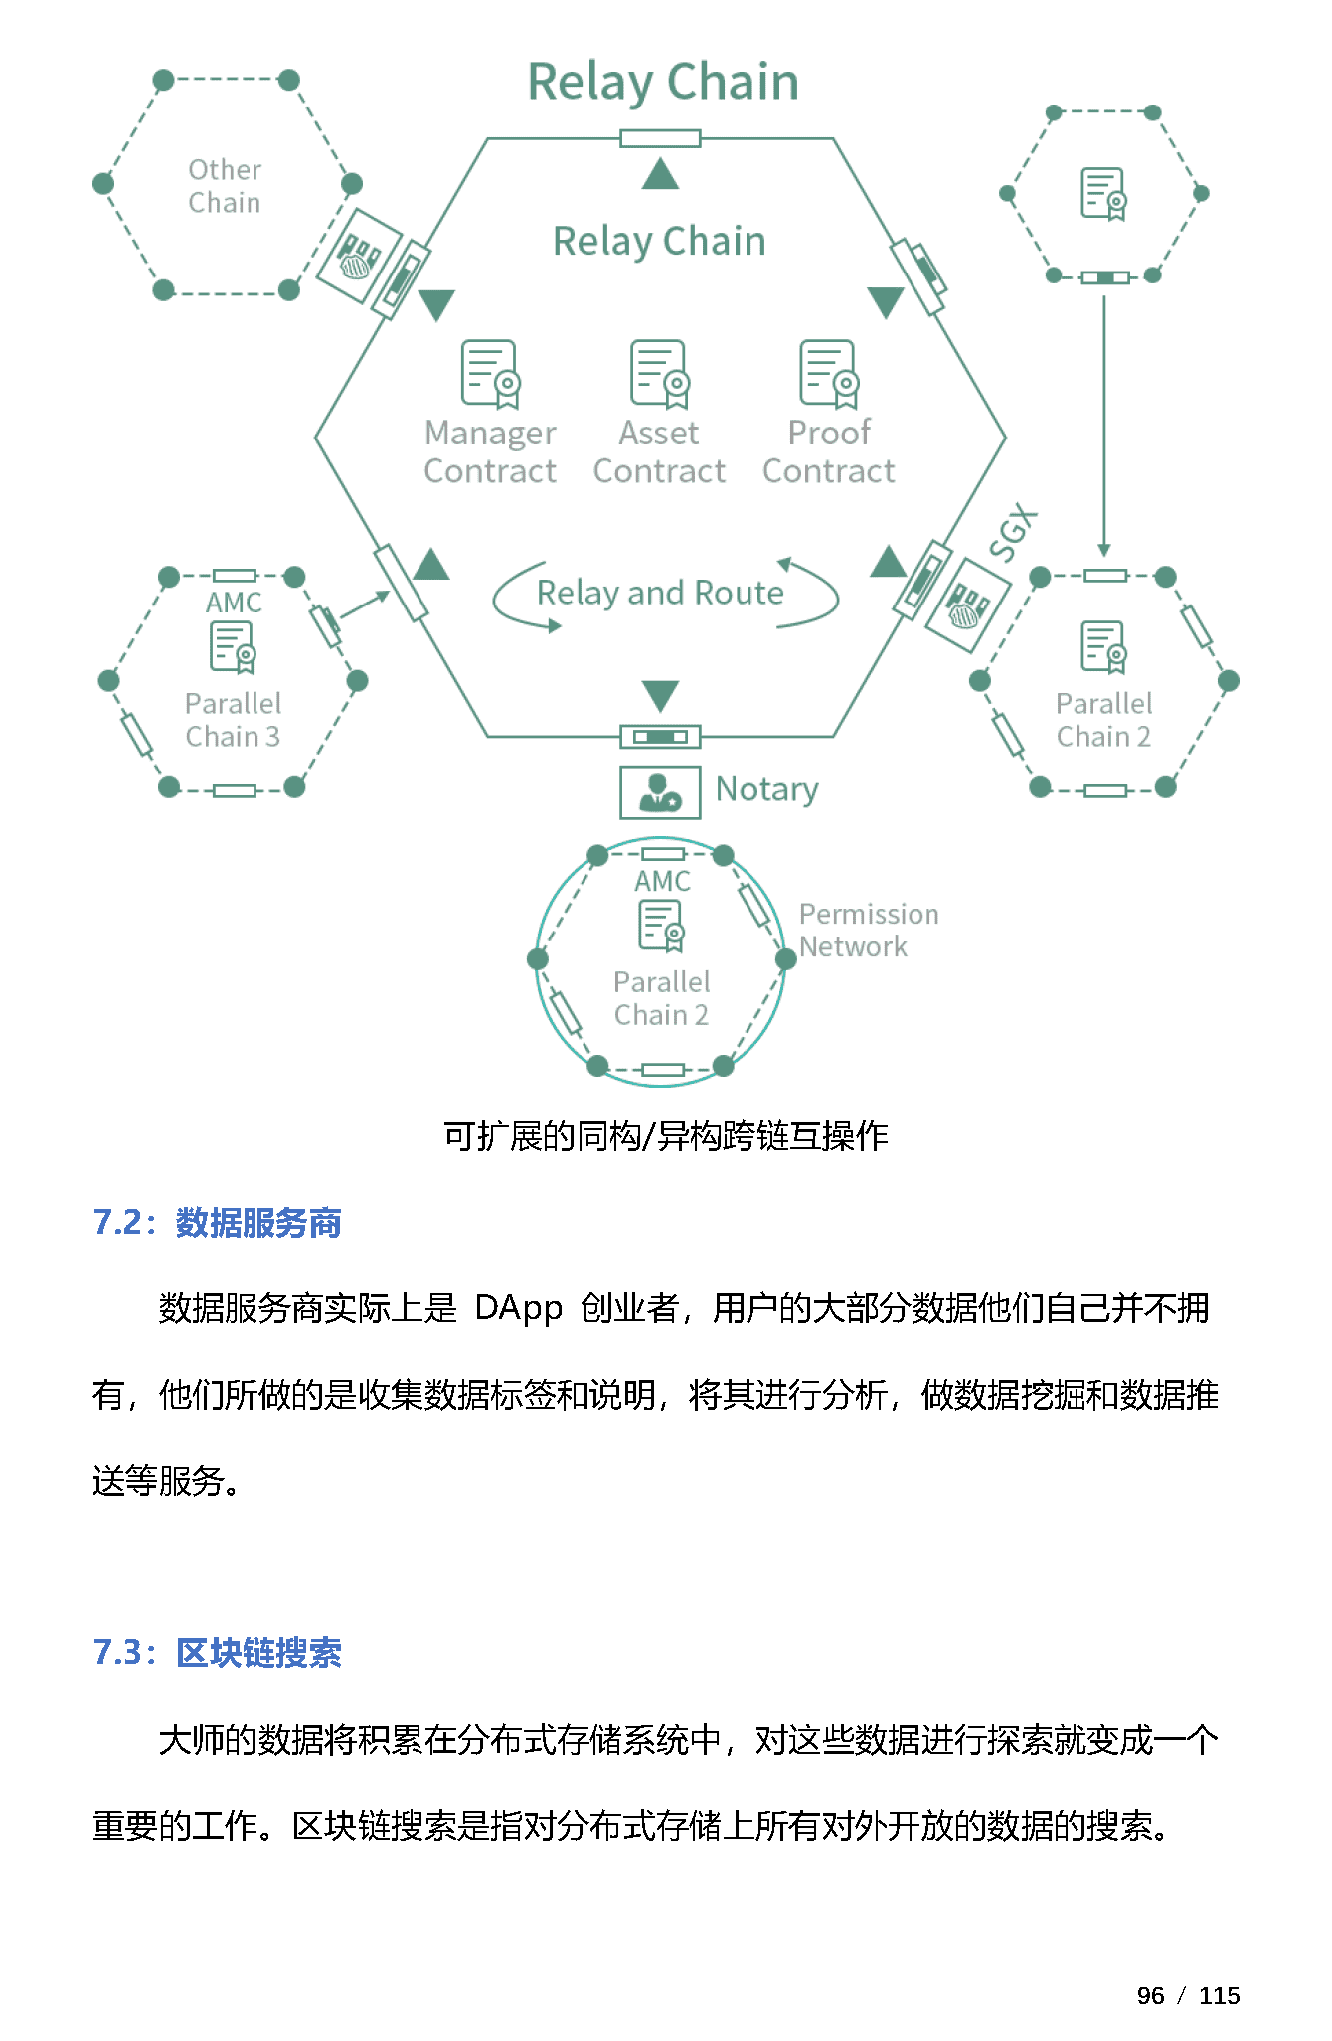 Relay Chain
Other
Chain
Relay Chain
Manager
Contract
Asset
Contract
Proof
Contract
SGX
Relay and Route
AMC
Parallel
Chain 3
Parallel
Chain 2
Notary
AMC
Parallel
Chain 2
Permission
Network
可扩展的同构/异构跨链互操作
7.2：数据服务商
数据服务商实际上是 DApp 创业者，用户的大部分数据他们自己并不拥
有，他们所做的是收集数据标签和说明，将其进行分析，做数据挖掘和数据推
送等服务。
7.3：区块链搜索
大师的数据将积累在分布式存储系统中，对这些数据进行探索就变成一个
重要的工作。区块链搜索是指对分布式存储上所有对外开放的数据的搜索。
96 / 115